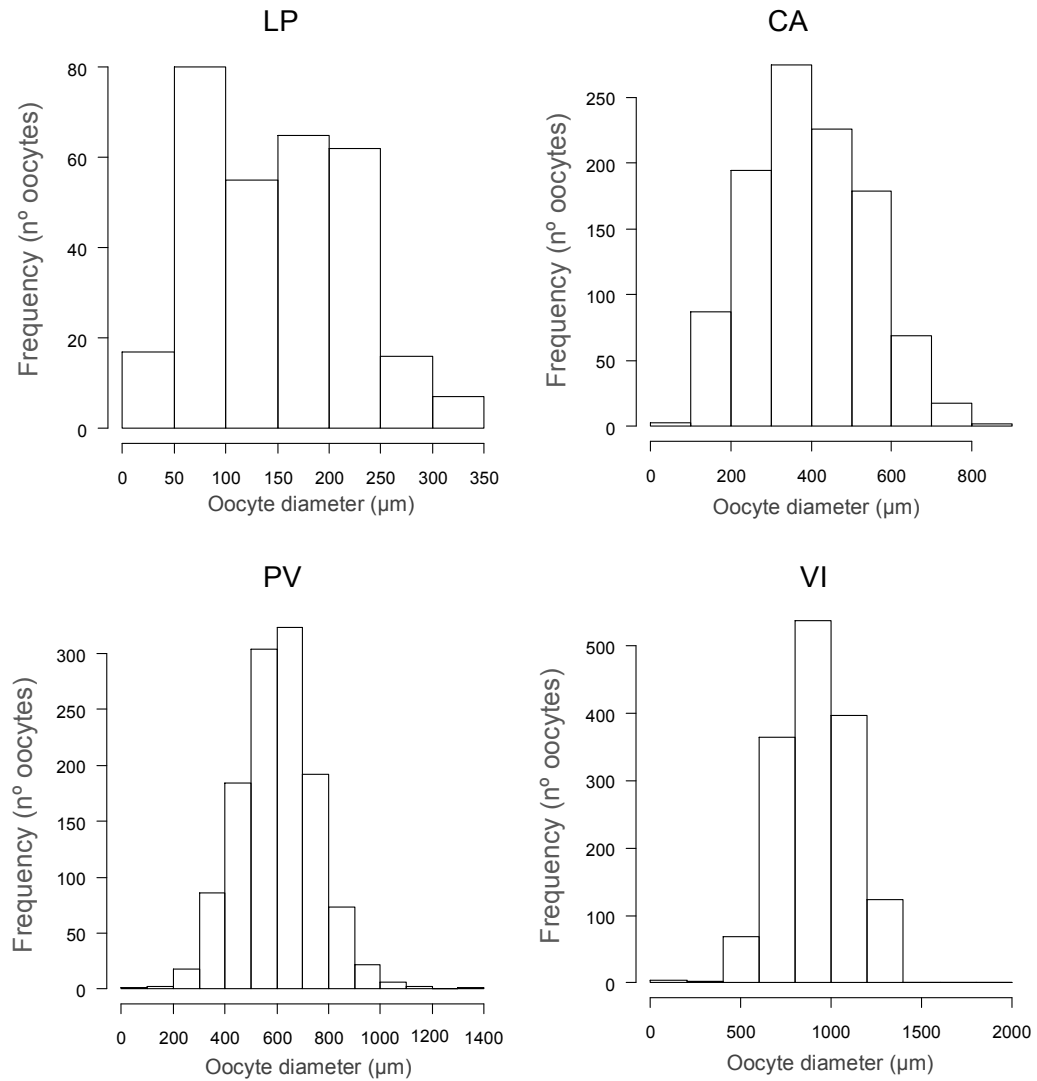 LP
Frequency (nº oocytes)
80
60
40
20
0
0 50 100 150 200 250 300 350
Oocyte diameter (µm)
CA
Frequency (nº oocytes)
250
200
150
100
50
0
0 200 400 600 800
Oocyte diameter (µm)
PV
Frequency (nº oocytes)
300
250
200
150
100
50
0
0 200 400 600 800 1000 1200 1400
Oocyte diameter (µm)
VI
Frequency (nº oocytes)
500
400
300
200
100
0
0 500 1000 1500 2000
Oocyte diameter (µm)